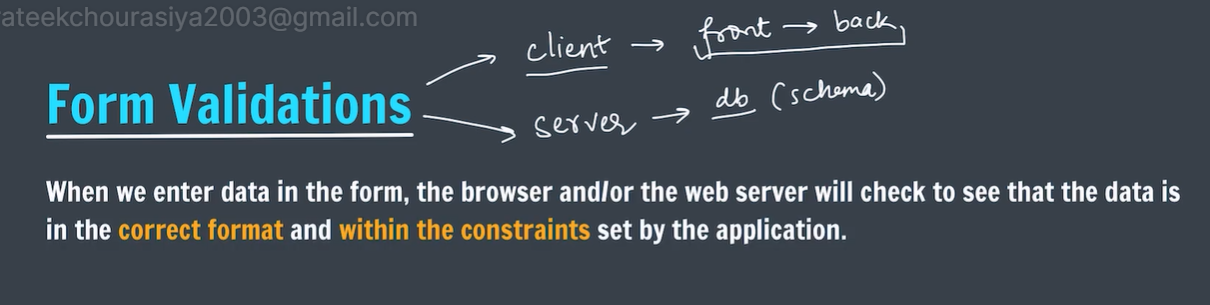 ateekchourasiya2003@gmail.com
client → front → back
Form Validations
server → db (schema)
When we enter data in the form, the browser and/or the web server will check to see that the data is
in the correct format and within the constraints set by the application.